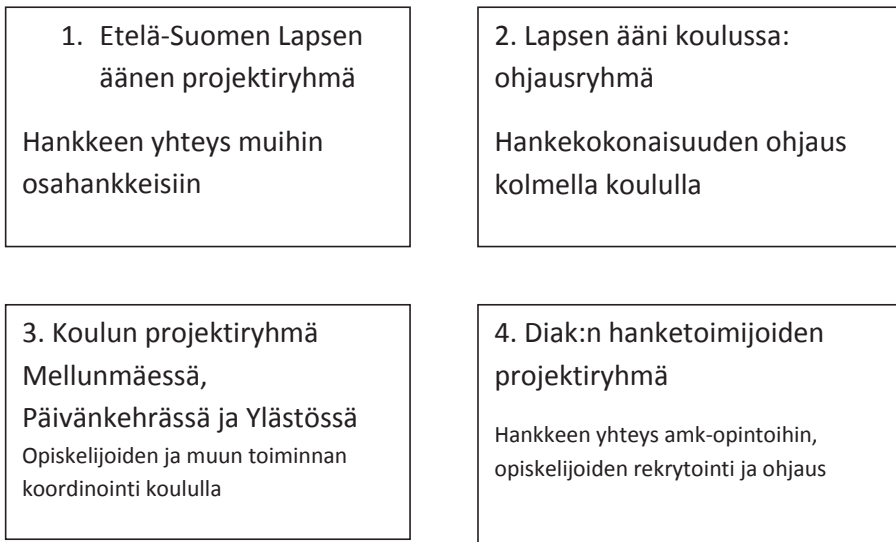 1. Etelä-Suomen Lapsen
äänen projektiryhmä
Hankkeen yhteys muihin
osahankkeisiin
2. Lapsen ääni koulussa:
ohjausryhmä
Hankekokonaisuuden ohjaus
kolmella koululla
3. Koulun projektiryhmä
Mellunmäessä,
Päivänkehrässä ja Ylästössä
Opiskelijoiden ja muun toiminnan
koordinointi koululla
4. Diak:n hanketoimijoiden
projektiryhmä
Hankkeen yhteys amk-opintoihin,
opiskelijoiden rekrytointi ja ohjaus